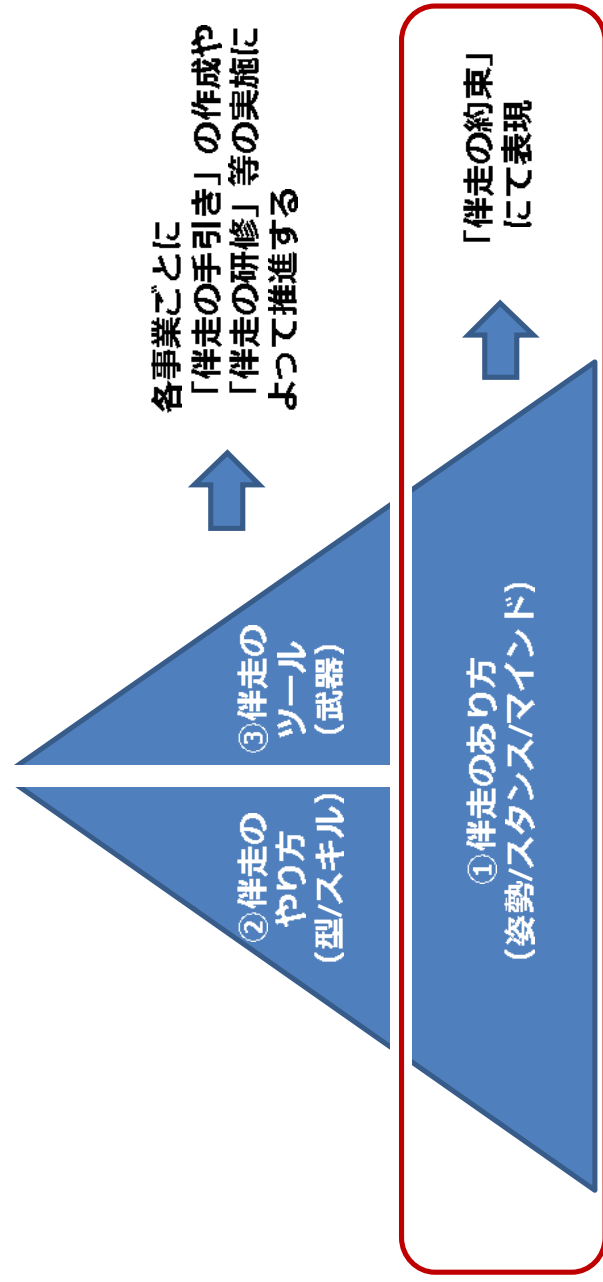 ②伴走の
やり方
(型/スキル)
③伴走の
ツール
(武器)
各事業ごとに
「伴走の手引き」の作成や
「伴走の研修」等の実施に
よって推進する
①伴走のあり方
(姿勢/スタンス/マインド)
「伴走の約束」
にて表現